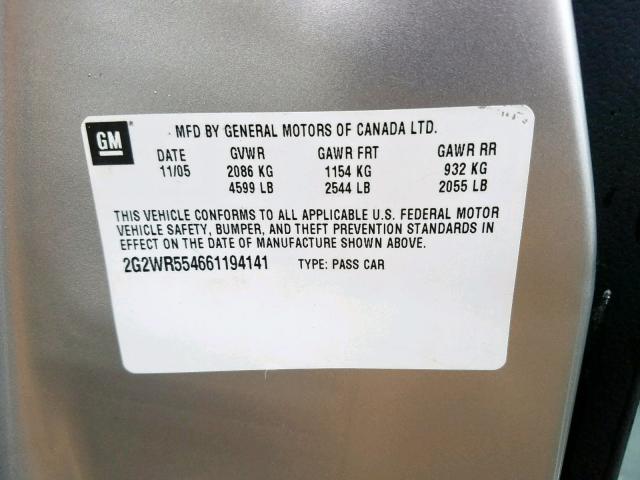 GM
MFD BY GENERAL MOTORS OF CANADA LTD.
DATE GVWR GAWR FRT GAWR RR
11/05 2086 KG 1154 KG 932 KG
4599 LB 2544 LB 2055 LB
THIS VEHICLE CONFORMS TO ALL APPLICABLE U.S. FEDERAL MOTOR
VEHICLE SAFETY, BUMPER, AND THEFT PREVENTION STANDARDS IN
EFFECT ON THE DATE OF MANUFACTURE SHOWN ABOVE.
2G2WR554661194141 TYPE: PASS CAR